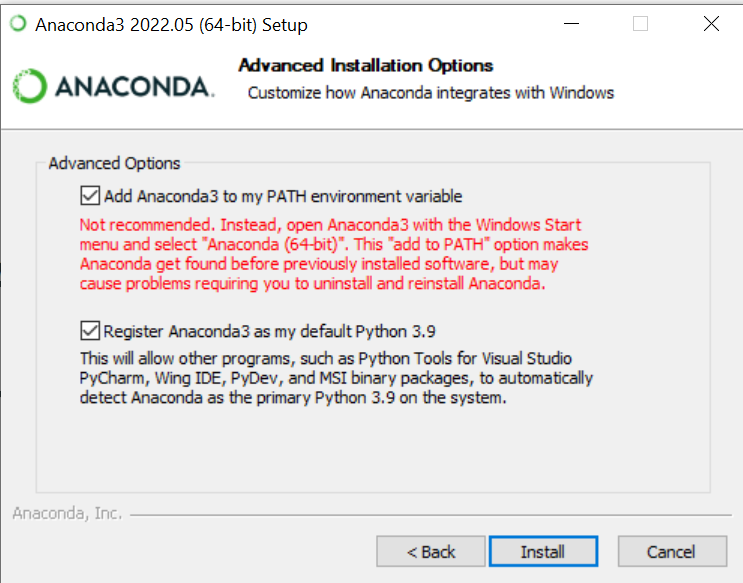 Anaconda3 2022.05 (64-bit) Setup
ANACONDA.
Advanced Installation Options
Customize how Anaconda integrates with Windows
Advanced Options
Add Anaconda3 to my PATH environment variable
Not recommended. Instead, open Anaconda3 with the Windows Start
menu and select "Anaconda (64-bit)". This "add to PATH" option makes
Anaconda get found before previously installed software, but may
cause problems requiring you to uninstall and reinstall Anaconda.
Register Anaconda3 as my default Python 3.9
This will allow other programs, such as Python Tools for Visual Studio
PyCharm, Wing IDE, PyDev, and MSI binary packages, to automatically
detect Anaconda as the primary Python 3.9 on the system.
Anaconda, Inc.
< Back
Install
Cancel